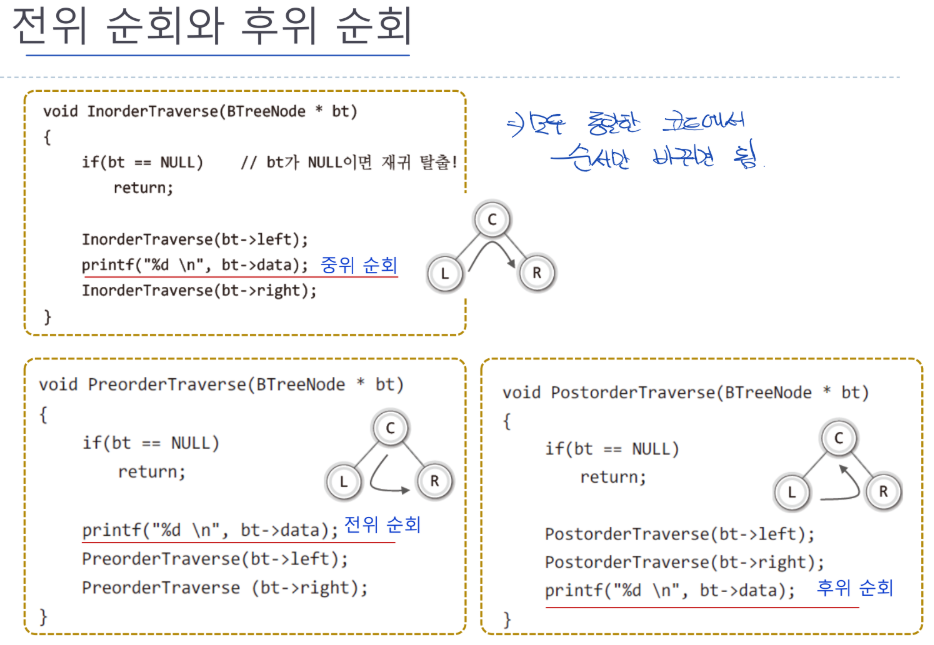 전위 순회와 후위 순회
void InorderTraverse(BTreeNode * bt)
{
if(bt == NULL)    // bt가 NULL이면 재귀 탈출!
return;
InorderTraverse(bt->left);
printf("%d \n", bt->data); 중위 순회
InorderTraverse(bt->right);
}
C
L
R
=> 모두 동일한 코드에서
순서만 바꾸면 됨.
void PreorderTraverse(BTreeNode * bt)
{
if(bt == NULL)
return;
printf("%d \n", bt->data); 전위 순회
PreorderTraverse(bt->left);
PreorderTraverse (bt->right);
}
C
L
R
void PostorderTraverse(BTreeNode * bt)
{
if(bt == NULL)
return;
PostorderTraverse(bt->left);
PostorderTraverse(bt->right);
printf("%d \n", bt->data); 후위 순회
}
C
L
R